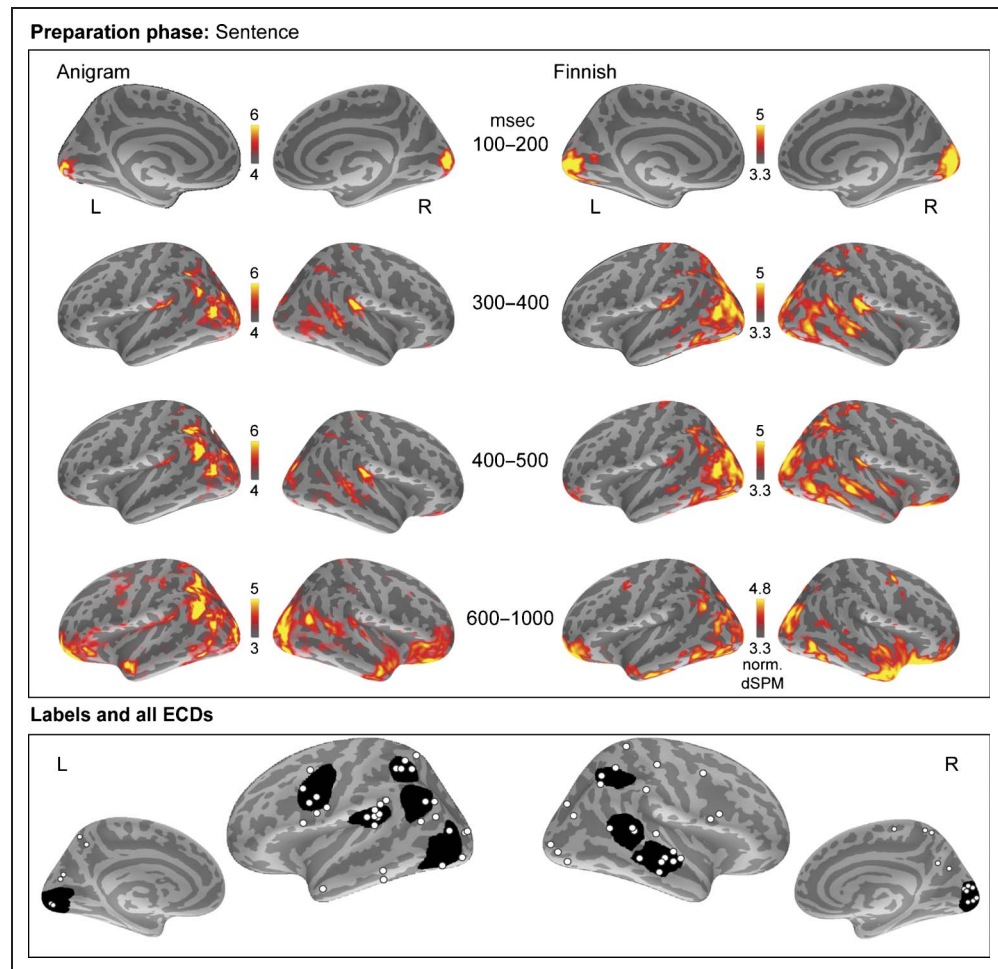 Preparation phase: Sentence
Anigram
Finnish
6
4
msec
100–200
5
3.3
L
R
L
R
6
4
300–400
5
3.3
6
4
400–500
5
3.3
5
3
600–1000
4.8
3.3
norm.
dSPM
Labels and all ECDs
L
R